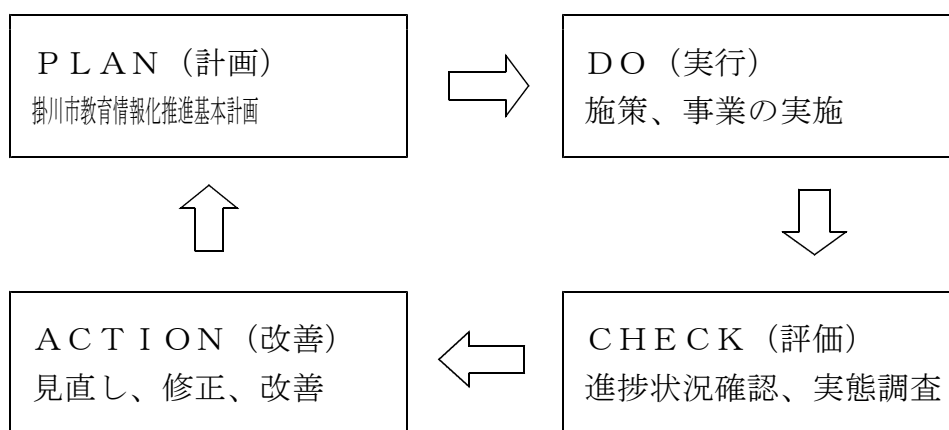 ＰＬＡＮ（計画）
掛川市教育情報化推進基本計画
ＤＯ（実行）
施策、事業の実施
ＡＣＴＩＯＮ（改善）
見直し、修正、改善
ＣＨＥＣＫ（評価）
進捗状況確認、実態調査